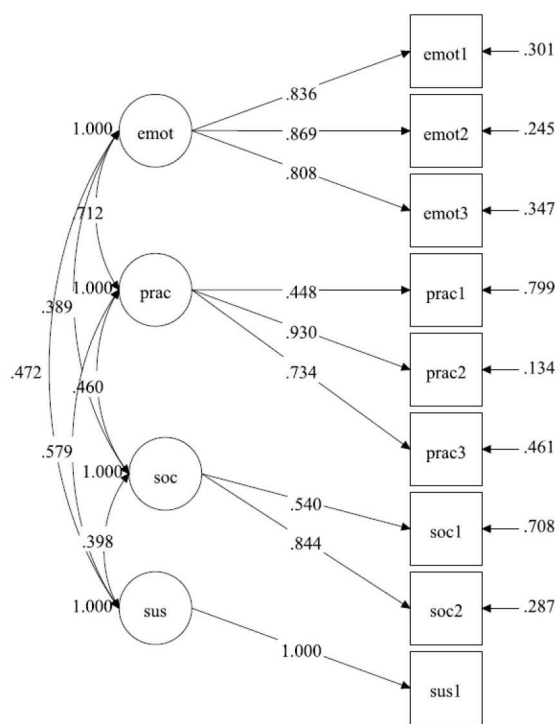 emot1
.301
.836
1.000
emot
.869
emot2
.245
.808
emot3
.347
.712
1.000
prac
.448
prac1
.799
.389
.930
prac2
.134
.472
.734
.460
prac3
.461
.579
1.000
soc
.540
soc1
.708
.398
.844
soc2
.287
1.000
sus
1.000
sus1